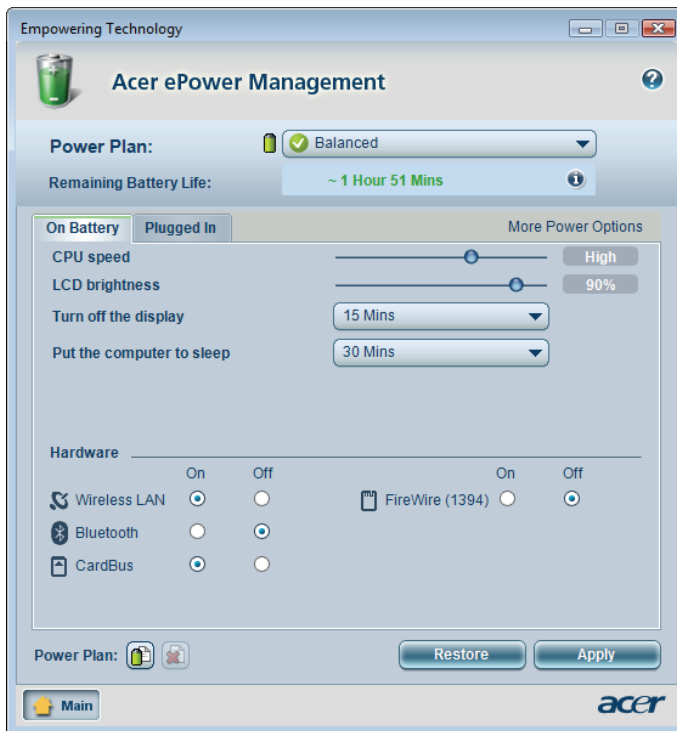 Empowering Technology
Acer ePower Management
Power Plan: Balanced
Remaining Battery Life: ~ 1 Hour 51 Mins
On Battery Plugged In More Power Options
CPU speed High
LCD brightness 90%
Turn off the display 15 Mins
Put the computer to sleep 30 Mins
Hardware
On Off On Off
Wireless LAN FireWire (1394)
Bluetooth
CardBus
Power Plan: Restore Apply
Main acer